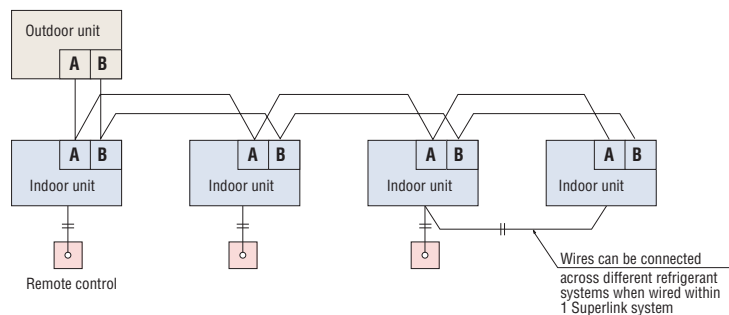 Outdoor unit
A B
A B
A B
A B
A B
Indoor unit
Indoor unit
Indoor unit
Indoor unit
Remote control
Wires can be connected
across different refrigerant
systems when wired within
1 Superlink system